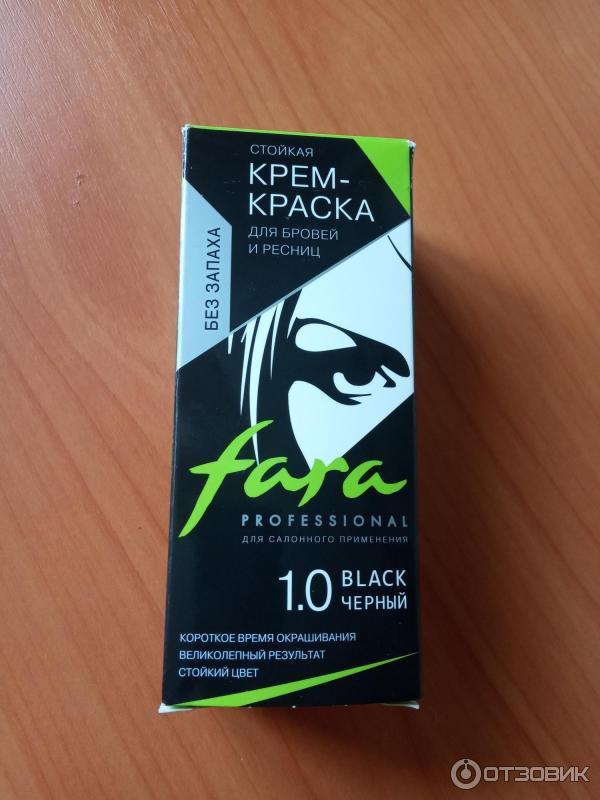 СТОЙКАЯ
КРЕМ-
КРАСКА
ДЛЯ БРОВЕЙ
И РЕСНИЦ
БЕЗ ЗАПАХА
fara
PROFESSIONAL
ДЛЯ САЛОННОГО ПРИМЕНЕНИЯ
1.0 BLACK
ЧЕРНЫЙ
КОРОТКОЕ ВРЕМЯ ОКРАШИВАНИЯ
ВЕЛИКОЛЕПНЫЙ РЕЗУЛЬТАТ
СТОЙКИЙ ЦВЕТ
ОТЗОВИК